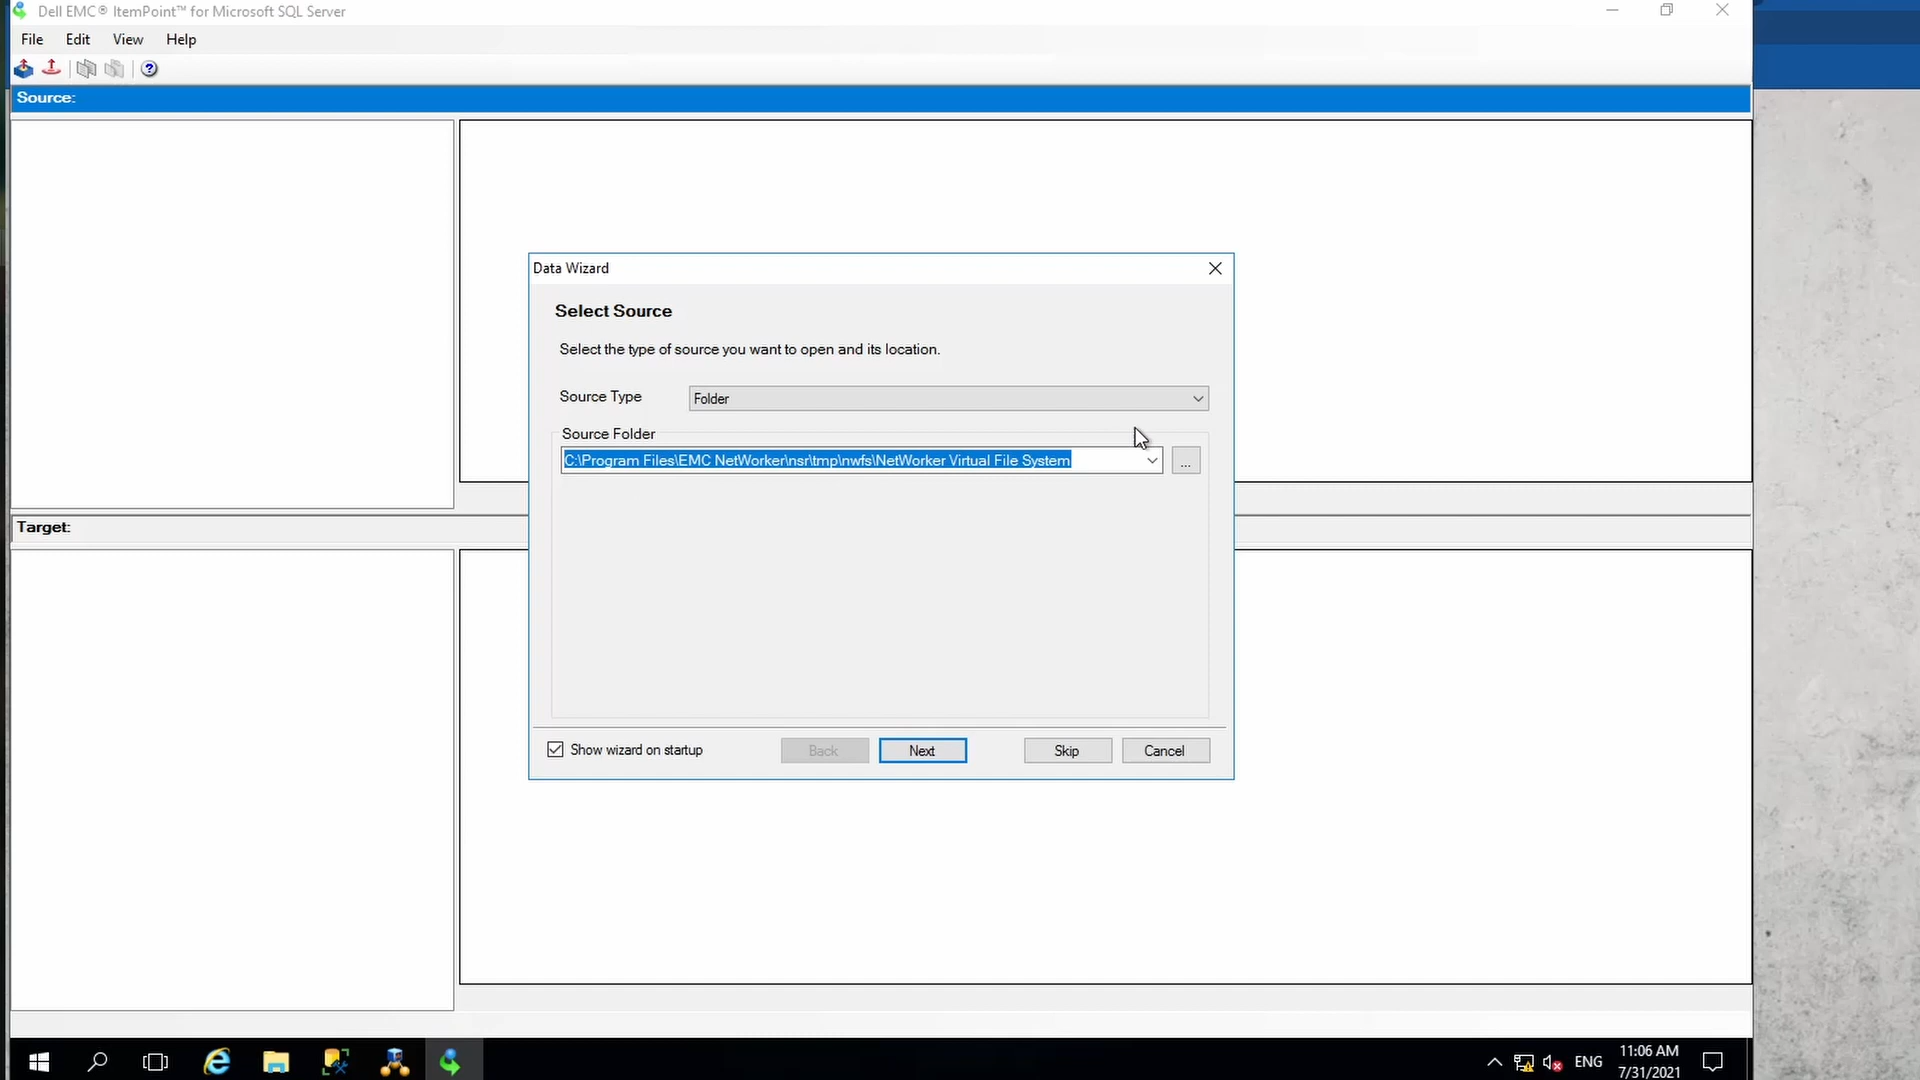 Dell EMC® ItemPoint™ for Microsoft SQL Server
File Edit View Help
Source:
Data Wizard
Select Source
Select the type of source you want to open and its location.
Source Type Folder
Source Folder
C:\Program Files\EMC NetWorker\nsr\tmp\nwfs\NetWorker Virtual File System
...
Target:
Show wizard on startup Back Next Skip Cancel
ENG
11:06 AM
7/31/2021